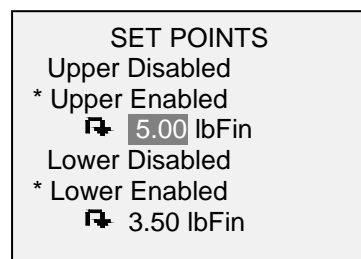 SET POINTS
Upper Disabled
* Upper Enabled
5.00 lbFin
Lower Disabled
* Lower Enabled
3.50 lbFin